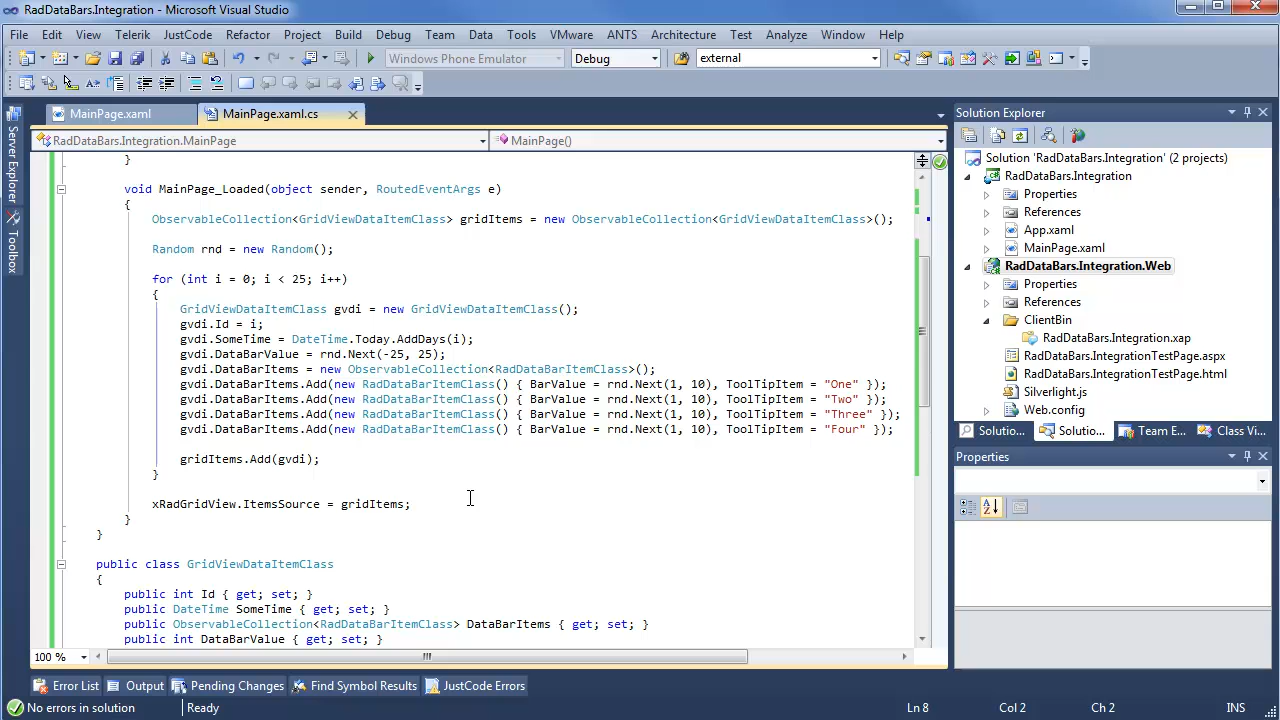 RadDataBars.Integration - Microsoft Visual Studio
File Edit View Telerik JustCode Refactor Project Build Debug Team Data Tools VMware ANTS Architecture Test Analyze Window Help
Windows Phone Emulator Debug external
MainPage.xaml MainPage.xaml.cs
RadDataBars.Integration.MainPage MainPage()
Server Explorer
Toolbox
}
void MainPage_Loaded(object sender, RoutedEventArgs e)
{
ObservableCollection<GridViewDataItemClass> gridItems = new ObservableCollection<GridViewDataItemClass>();
Random rnd = new Random();
for (int i = 0; i < 25; i++)
{
GridViewDataItemClass gvdi = new GridViewDataItemClass();
gvdi.Id = i;
gvdi.SomeTime = DateTime.Today.AddDays(i);
gvdi.DataBarValue = rnd.Next(-25, 25);
gvdi.DataBarItems = new ObservableCollection<RadDataBarItemClass>();
gvdi.DataBarItems.Add(new RadDataBarItemClass() { BarValue = rnd.Next(1, 10), ToolTipItem = "One" });
gvdi.DataBarItems.Add(new RadDataBarItemClass() { BarValue = rnd.Next(1, 10), ToolTipItem = "Two" });
gvdi.DataBarItems.Add(new RadDataBarItemClass() { BarValue = rnd.Next(1, 10), ToolTipItem = "Three" });
gvdi.DataBarItems.Add(new RadDataBarItemClass() { BarValue = rnd.Next(1, 10), ToolTipItem = "Four" });
gridItems.Add(gvdi);
}
xRadGridView.ItemsSource = gridItems;
}
}
public class GridViewDataItemClass
{
public int Id { get; set; }
public DateTime SomeTime { get; set; }
public ObservableCollection<RadDataBarItemClass> DataBarItems { get; set; }
public int DataBarValue { get; set; }
100 %
Solution Explorer
Solution 'RadDataBars.Integration' (2 projects)
RadDataBars.Integration
Properties
References
App.xaml
MainPage.xaml
RadDataBars.Integration.Web
Properties
References
ClientBin
RadDataBars.Integration.xap
RadDataBars.IntegrationTestPage.aspx
RadDataBars.IntegrationTestPage.html
Silverlight.js
Web.config
Solutio... Solutio... Team E... Class Vi...
Properties
Error List Output Pending Changes Find Symbol Results JustCode Errors
No errors in solution Ready Ln 8 Col 2 Ch 2 INS